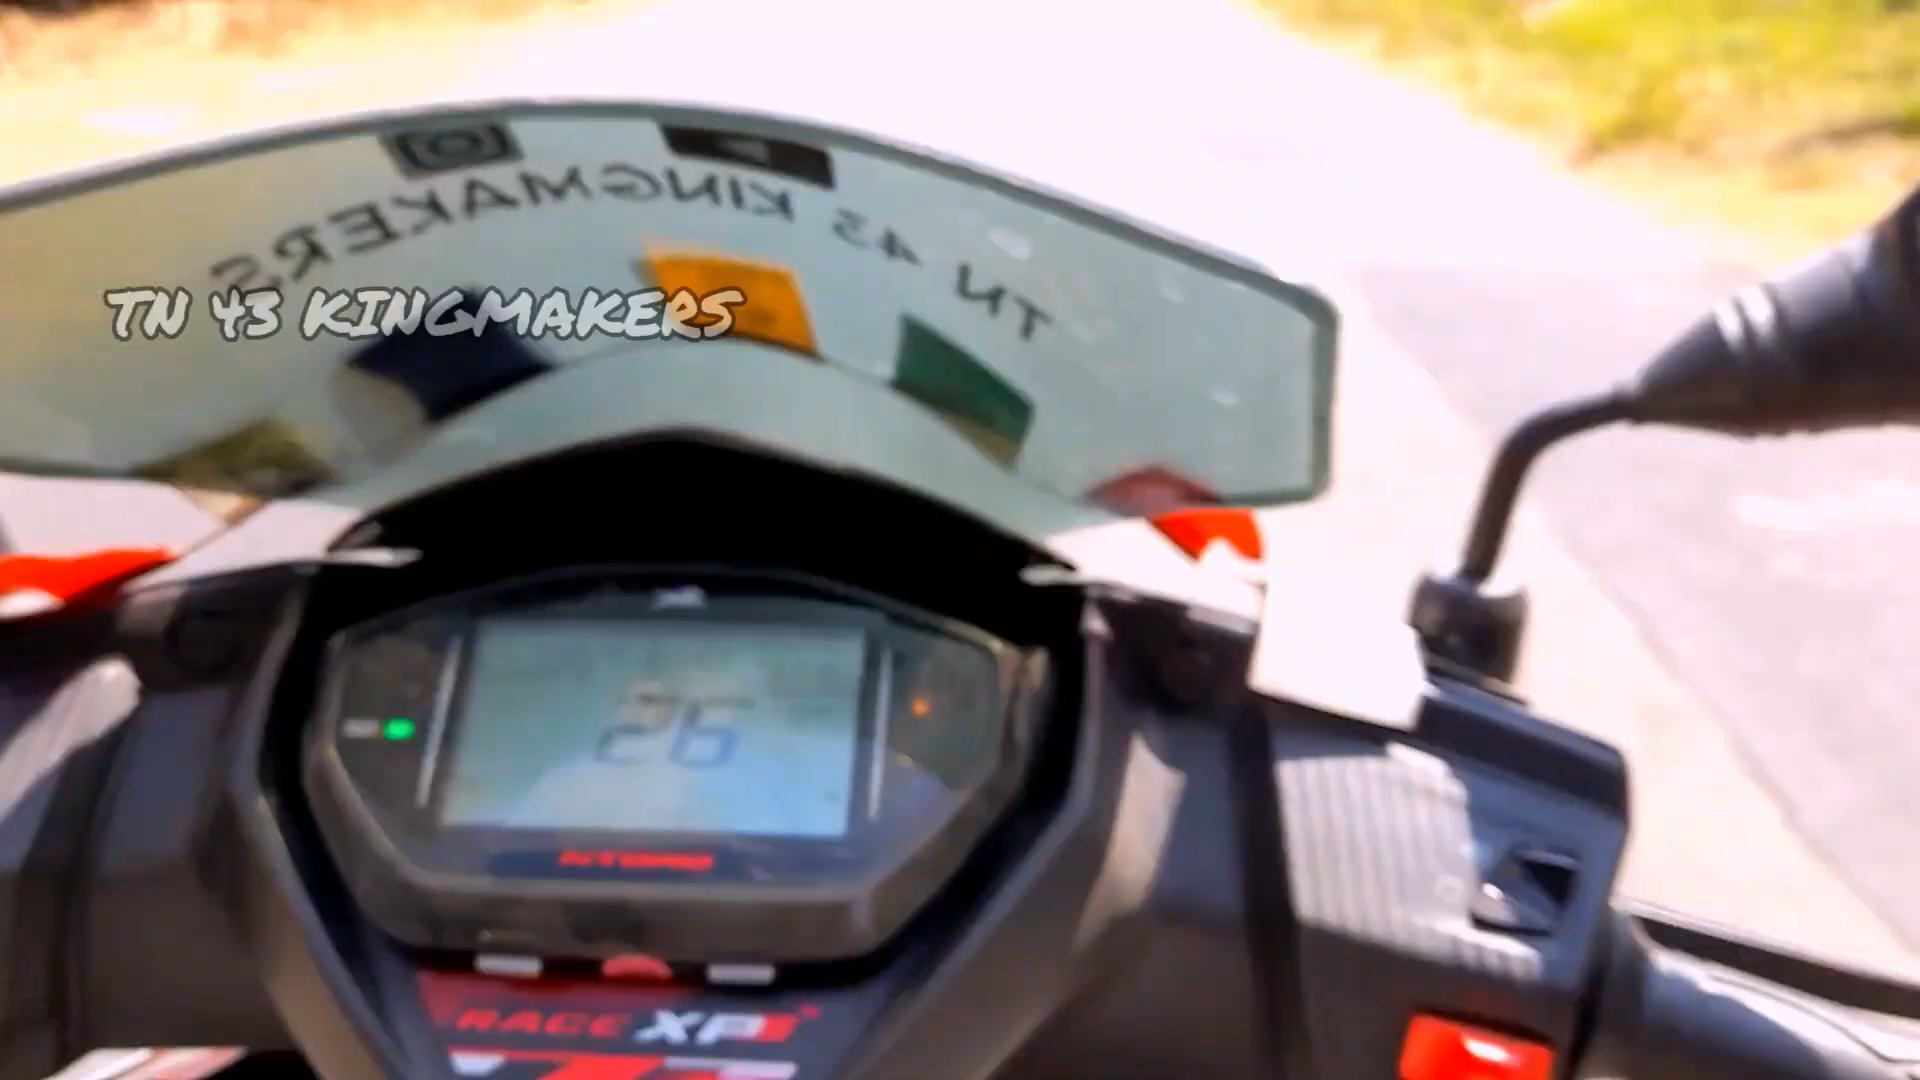 TN 43 KINGMAKERS
TN 43 KINGMAKERS
26
NTORQ
RACE XP